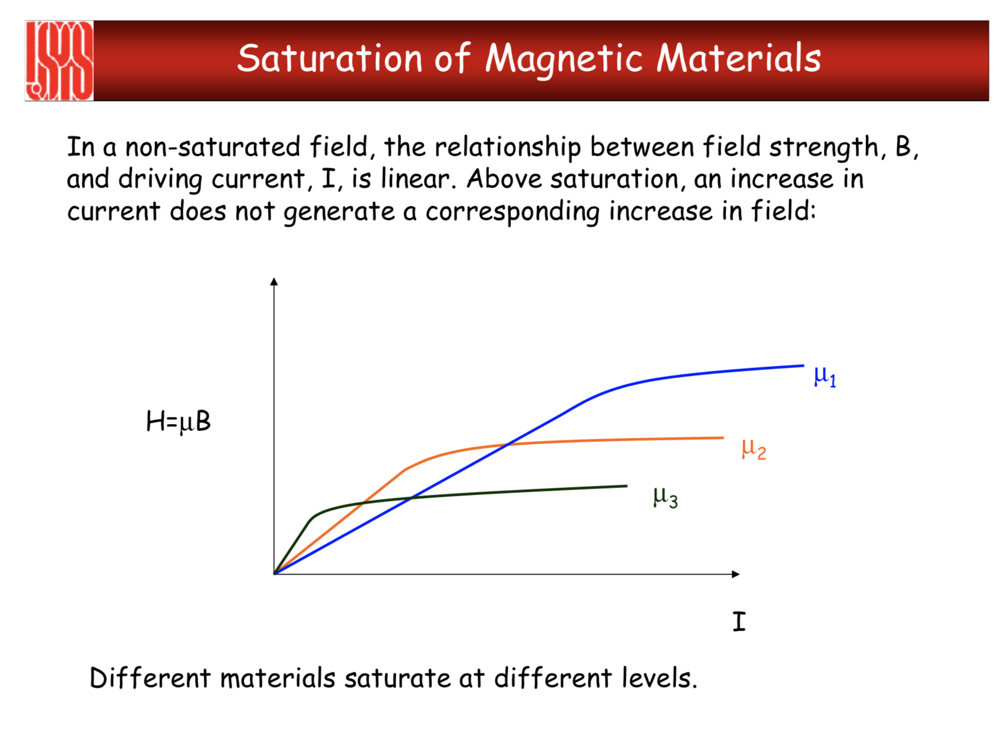 Saturation of Magnetic Materials
In a non-saturated field, the relationship between field strength, B,
and driving current, I, is linear. Above saturation, an increase in
current does not generate a corresponding increase in field:
μ1
H=μB
μ2
μ3
I
Different materials saturate at different levels.